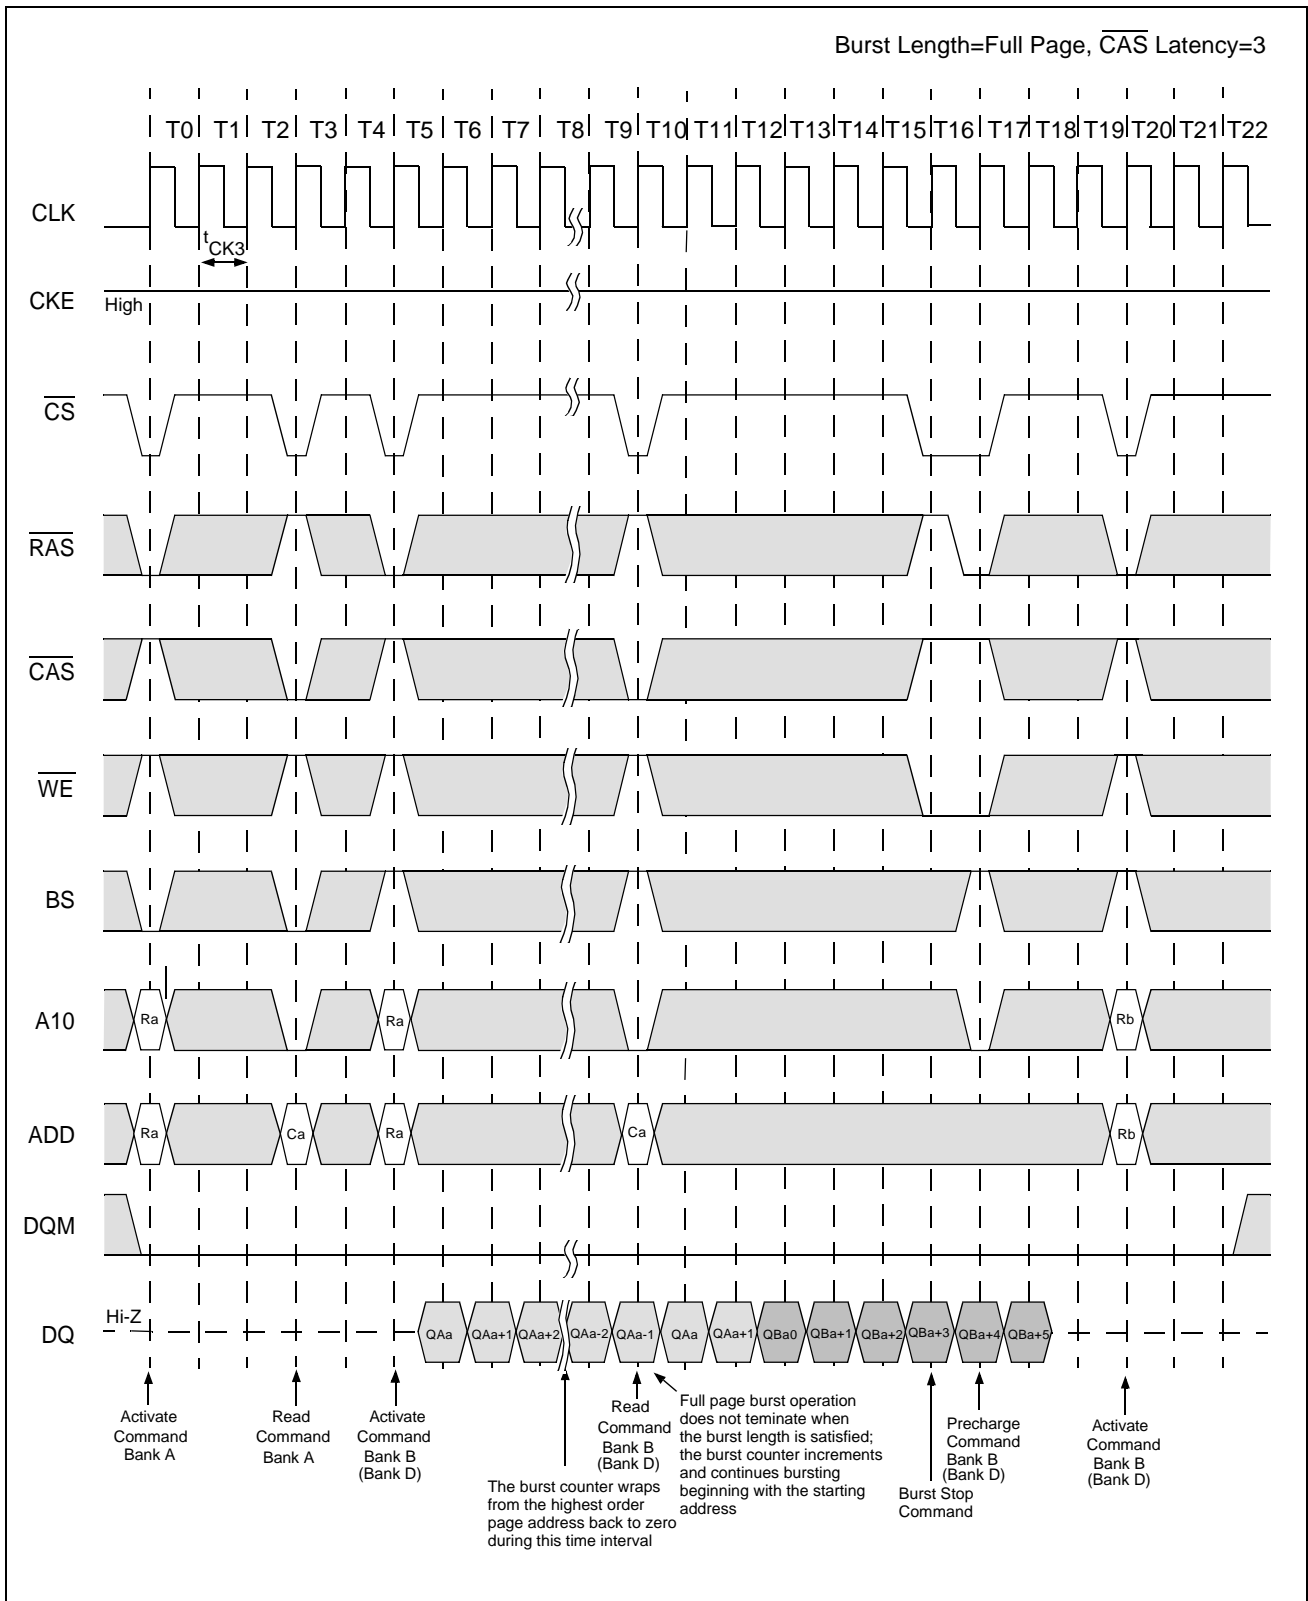 Burst Length=Full Page, CAS Latency=3
T0 T1 T2 T3 T4 T5 T6 T7 T8 T9 T10 T11 T12 T13 T14 T15 T16 T17 T18 T19 T20 T21 T22
CLK
tCK3
CKE
High
CS
RAS
CAS
WE
BS
A10
Ra Ra Rb
ADD
Ra Ca Ra Ca Rb
DQM
Hi-Z
DQ
QAa QAa+1 QAa+2 QAa-2 QAa-1 QAa QAa+1 QBa0 QBa+1 QBa+2 QBa+3 QBa+4 QBa+5
Activate
Command
Bank A
Read
Command
Bank A
Activate
Command
Bank B
(Bank D)
The burst counter wraps
from the highest order
page address back to zero
during this time interval
Read
Command
Bank B
(Bank D)
Full page burst operation
does not teminate when
the burst length is satisfied;
the burst counter increments
and continues bursting
beginning with the starting
address
Burst Stop
Command
Precharge
Command
Bank B
(Bank D)
Activate
Command
Bank B
(Bank D)